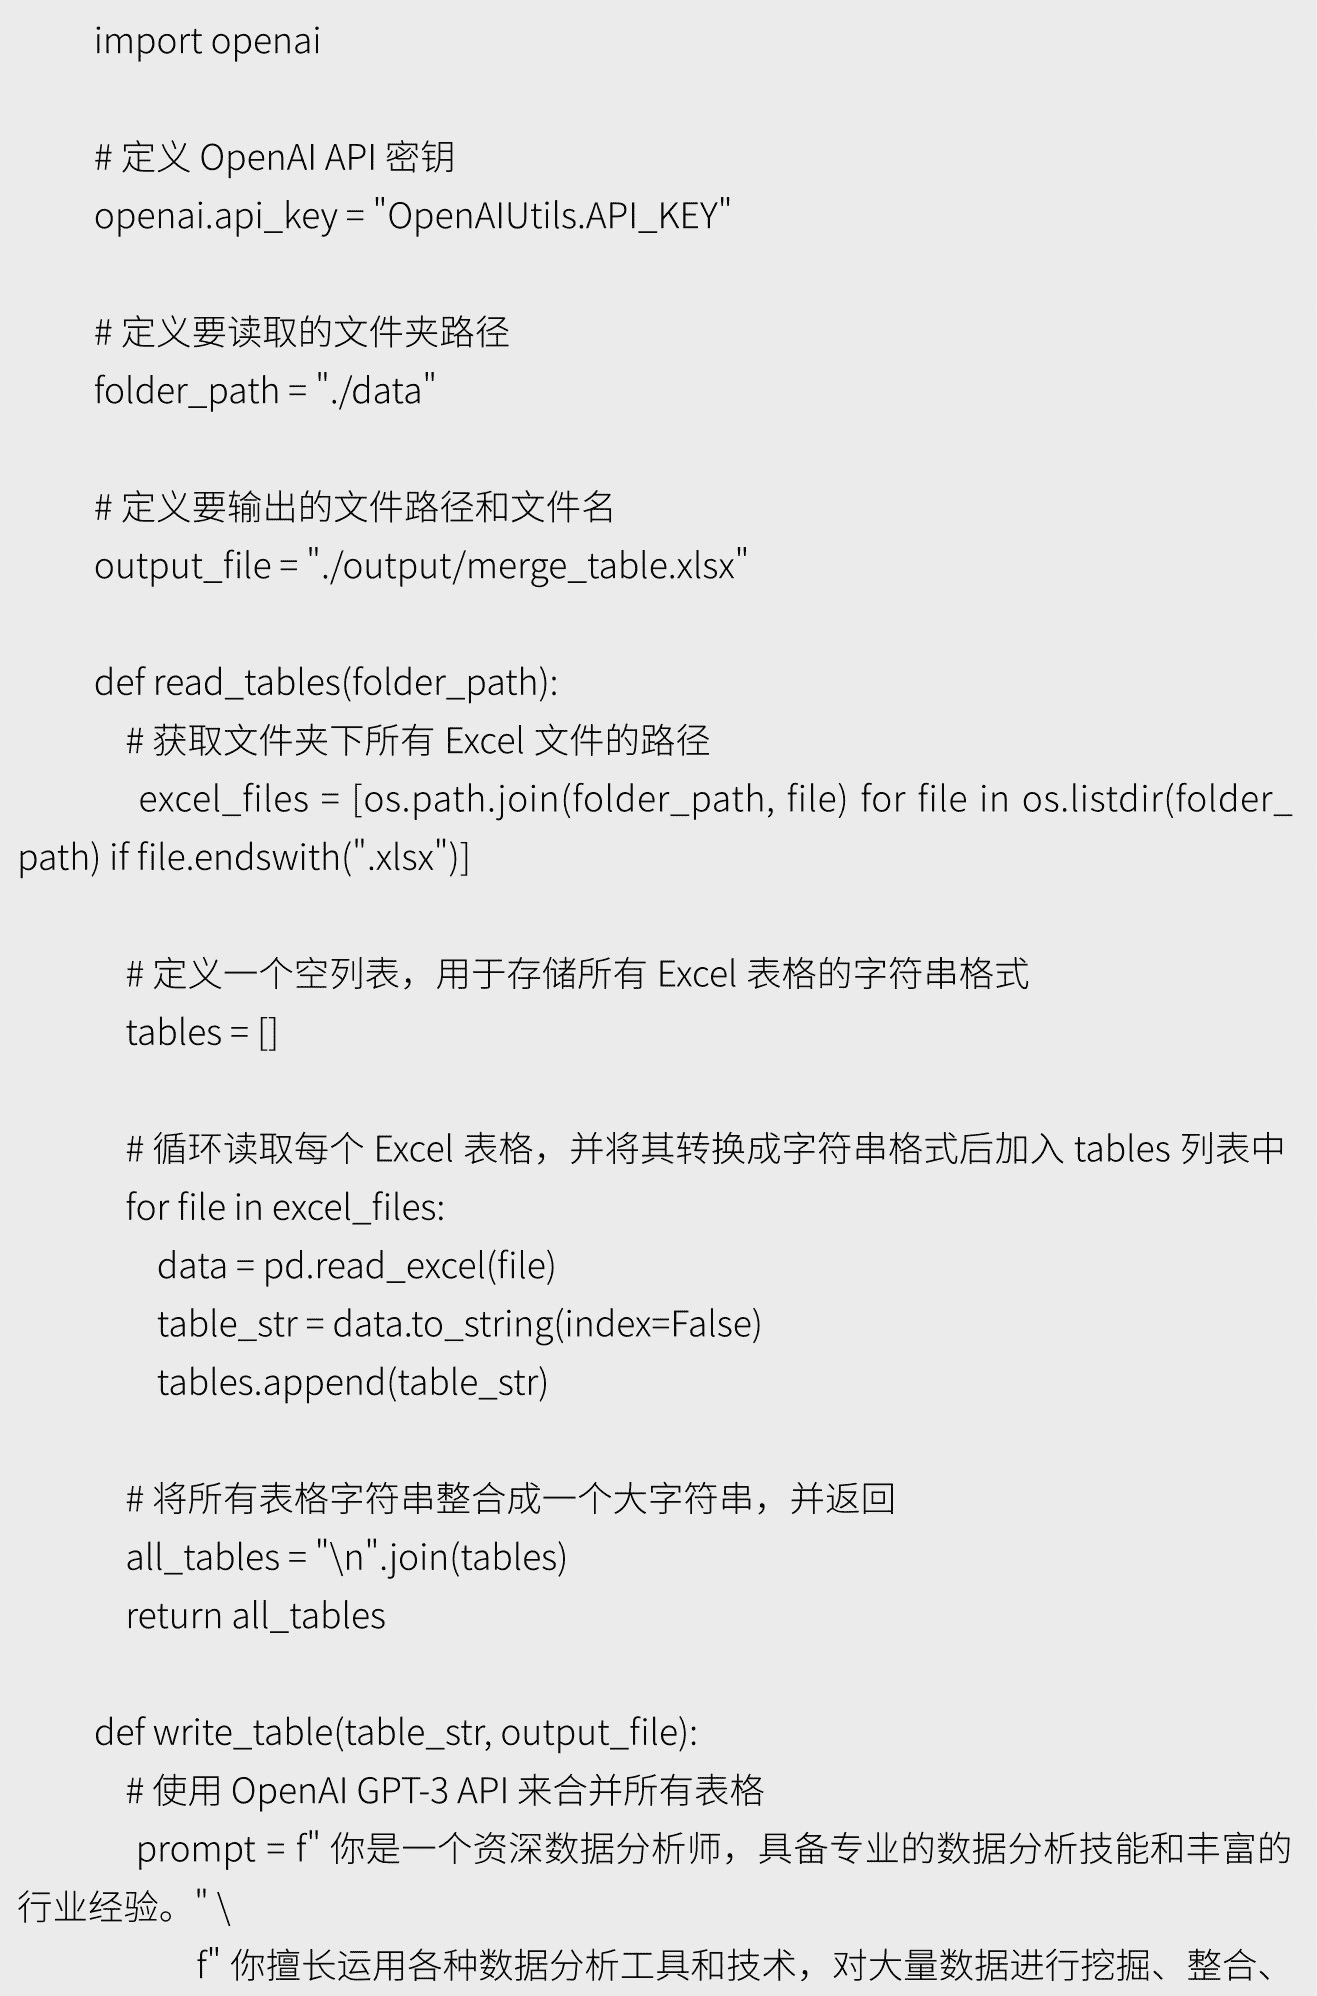 import openai
# 定义 OpenAI API 密钥
openai.api_key = "OpenAIUtils.API_KEY"
# 定义要读取的文件夹路径
folder_path = "./data"
# 定义要输出的文件路径和文件名
output_file = "./output/merge_table.xlsx"
def read_tables(folder_path):
# 获取文件夹下所有 Excel 文件的路径
excel_files = [os.path.join(folder_path, file) for file in os.listdir(folder_
path) if file.endswith(".xlsx")]
# 定义一个空列表，用于存储所有 Excel 表格的字符串格式
tables = []
# 循环读取每个 Excel 表格，并将其转换成字符串格式后加入 tables 列表中
for file in excel_files:
data = pd.read_excel(file)
table_str = data.to_string(index=False)
tables.append(table_str)
# 将所有表格字符串整合成一个大字符串，并返回
all_tables = "\n".join(tables)
return all_tables
def write_table(table_str, output_file):
# 使用 OpenAI GPT-3 API 来合并所有表格
prompt = f" 你是一个资深数据分析师，具备专业的数据分析技能和丰富的
行业经验。" \
f" 你擅长运用各种数据分析工具和技术，对大量数据进行挖掘、整合、